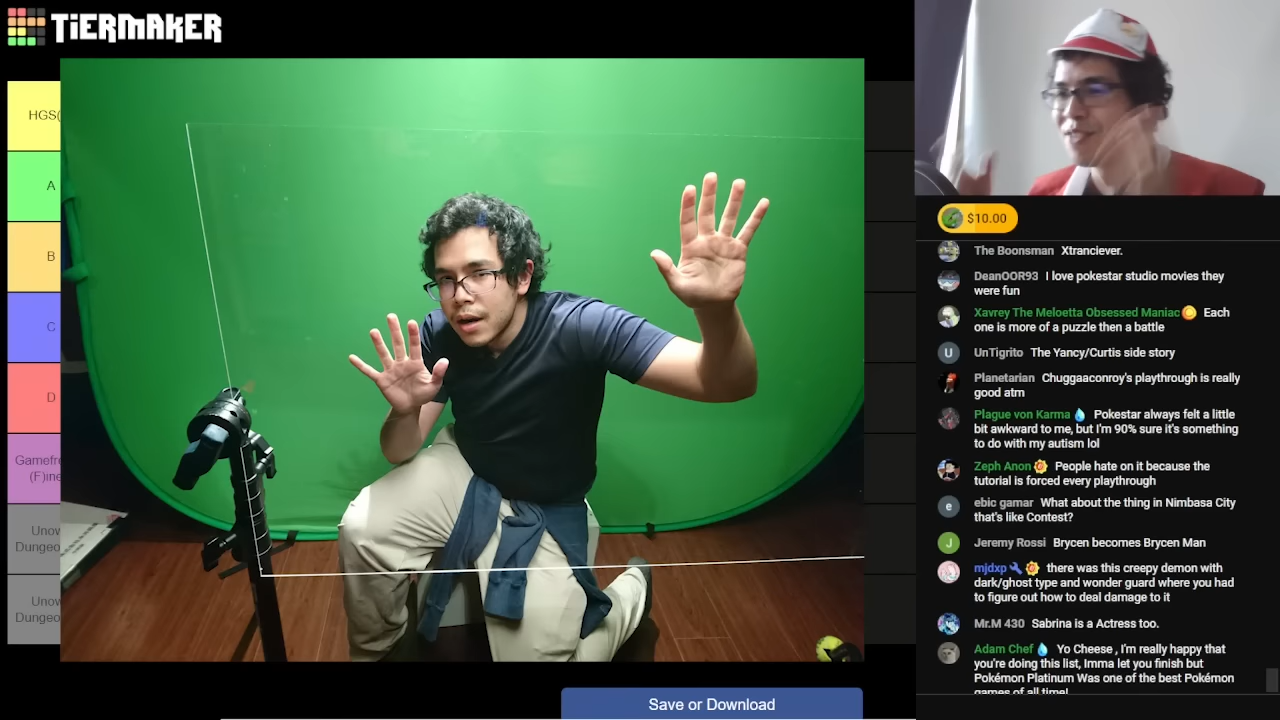 TiERMAKER
HGS(
A
B
C
D
Gamefre
(F)ine
Unow
Dungeo
Unow
Dungeo
Save or Download
$10.00
The Boonsman Xtranciever.
DeanOOR93 I love pokestar studio movies they
were fun
Xavrey The Meloetta Obsessed Maniac Each
one is more of a puzzle then a battle
U UnTigrito The Yancy/Curtis side story
Planetarian Chuggaaconroy's playthrough is really
good atm
Plague von Karma Pokestar always felt a little
bit awkward to me, but I'm 90% sure it's something
to do with my autism lol
Zeph Anon People hate on it because the
tutorial is forced every playthrough
e ebic gamar What about the thing in Nimbasa City
that's like Contest?
J Jeremy Rossi Brycen becomes Brycen Man
mjdxp there was this creepy demon with
dark/ghost type and wonder guard where you had
to figure out how to deal damage to it
Mr.M 430 Sabrina is a Actress too.
Adam Chef Yo Cheese , I'm really happy that
you're doing this list, Imma let you finish but
Pokémon Platinum Was one of the best Pokémon
games of all time!